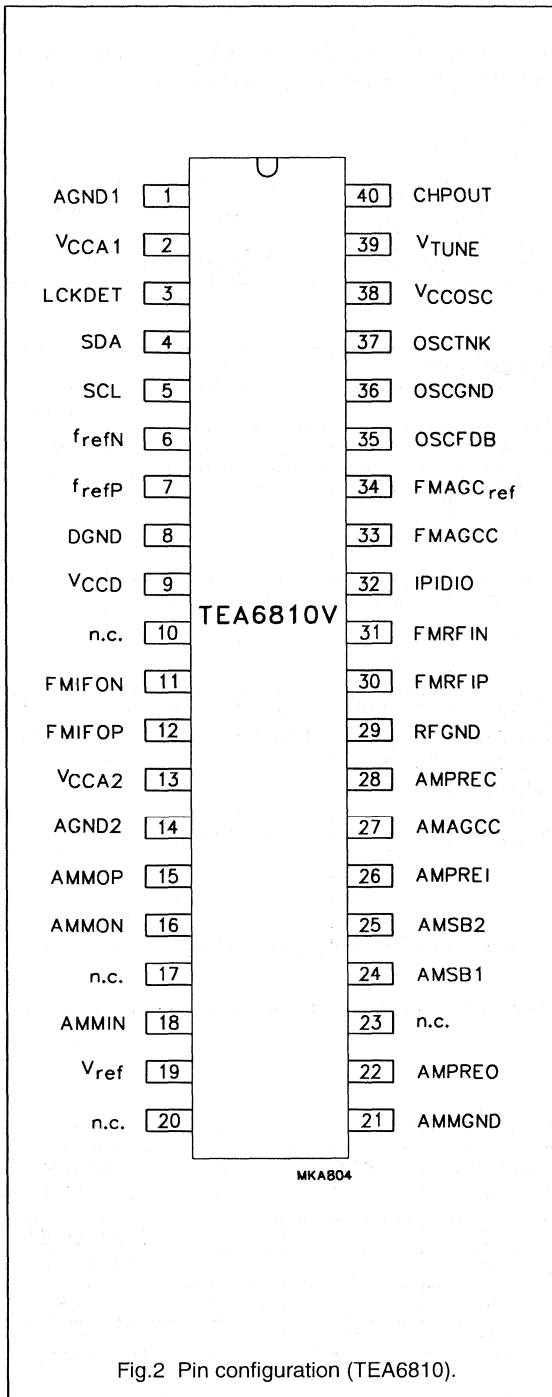 AGND1 1 40 CHPOUT
VCCA1 2 39 VTUNE
LCKDET 3 38 VCCOSC
SDA 4 37 OSCTNK
SCL 5 36 OSCGND
frefN 6 35 OSCFDB
frefP 7 34 FMAGCref
DGND 8 33 FMAGCC
VCCD 9 32 IPIDIO
TEA6810V
n.c. 10 31 FMRFIN
FMIFON 11 30 FMRFIP
FMIFOP 12 29 RFGND
VCCA2 13 28 AMPREC
AGND2 14 27 AMAGCC
AMMOP 15 26 AMPREI
AMMON 16 25 AMSB2
n.c. 17 24 AMSB1
AMMIN 18 23 n.c.
Vref 19 22 AMPREO
n.c. 20 21 AMMGND
MKA804
Fig.2 Pin configuration (TEA6810).